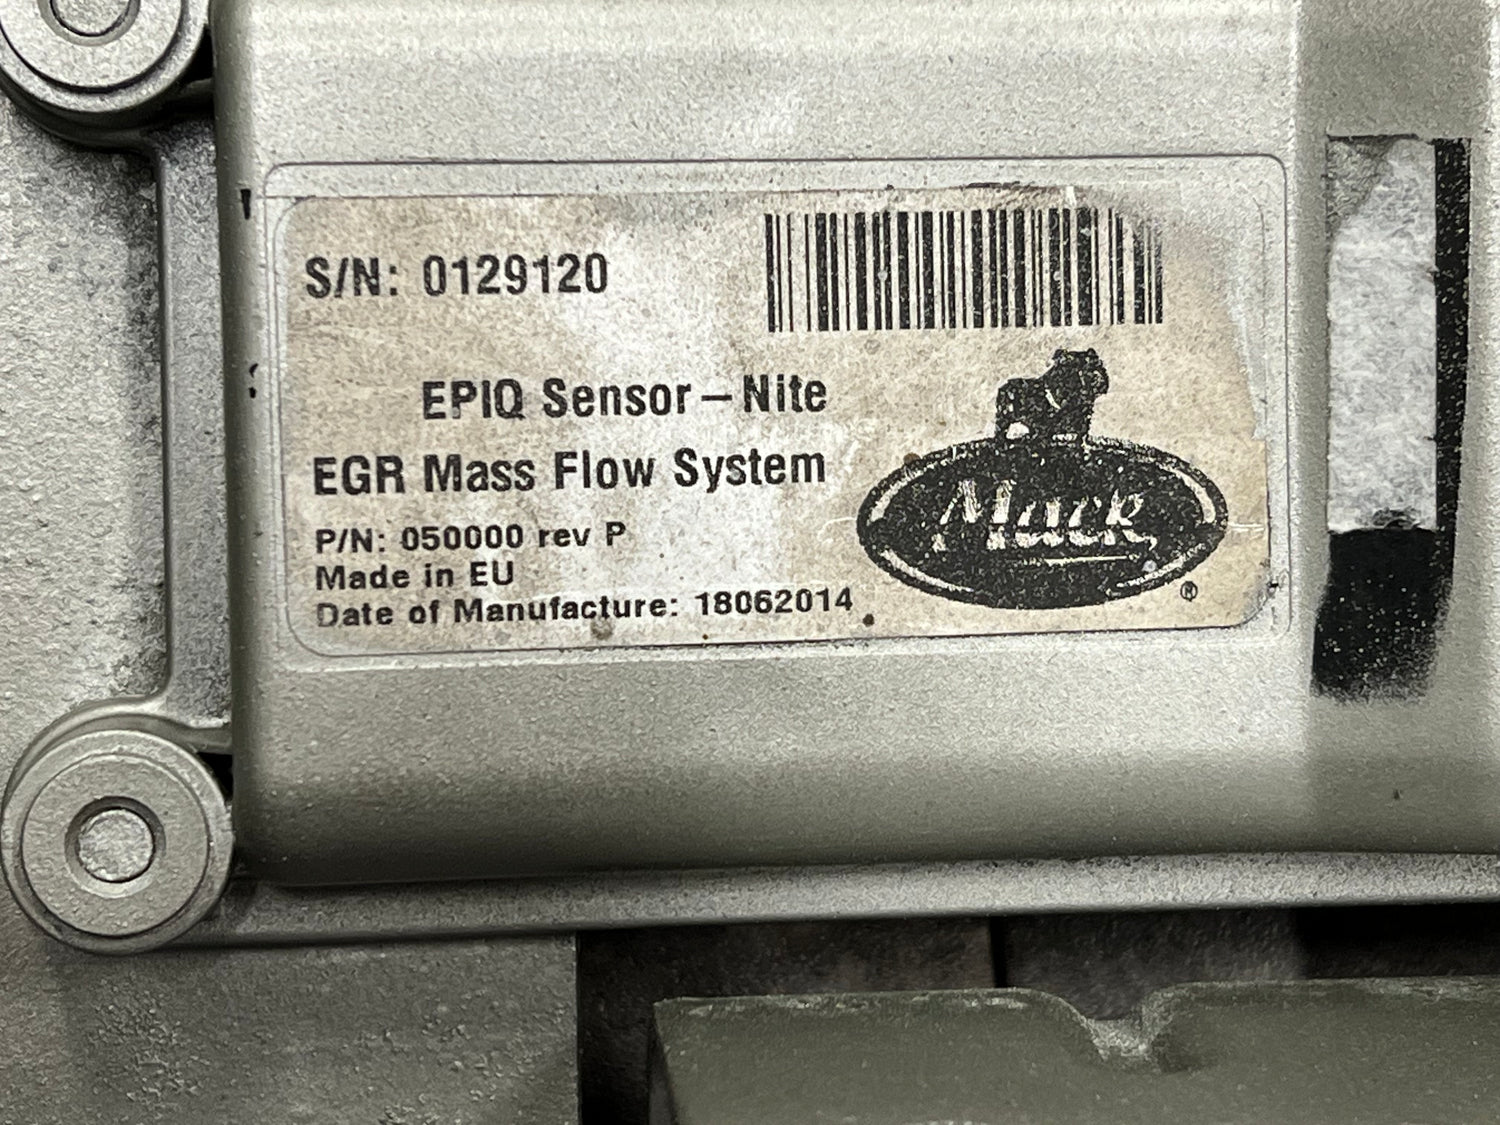 S/N: 0129120
EPIQ Sensor–Nite
EGR Mass Flow System
P/N: 050000 rev P
Made in EU
Date of Manufacture: 18062014
Mack
®